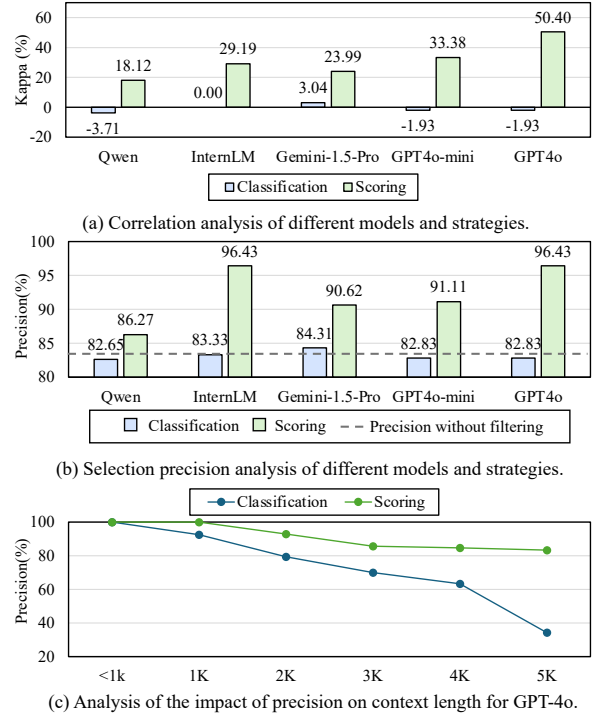 60
40
20
0
-20
Kappa (%)
-3.71
18.12
0.00
29.19
3.04
23.99
-1.93
33.38
-1.93
50.40
Qwen InternLM Gemini-1.5-Pro GPT4o-mini GPT4o
Classification Scoring
(a) Correlation analysis of different models and strategies.
100
95
90
85
80
Precision(%)
82.65
86.27
83.33
96.43
84.31
90.62
82.83
91.11
82.83
96.43
Qwen InternLM Gemini-1.5-Pro GPT4o-mini GPT4o
Classification Scoring Precision without filtering
(b) Selection precision analysis of different models and strategies.
Classification Scoring
100
80
60
40
20
Precision(%)
<1k 1K 2K 3K 4K 5K
(c) Analysis of the impact of precision on context length for GPT-4o.